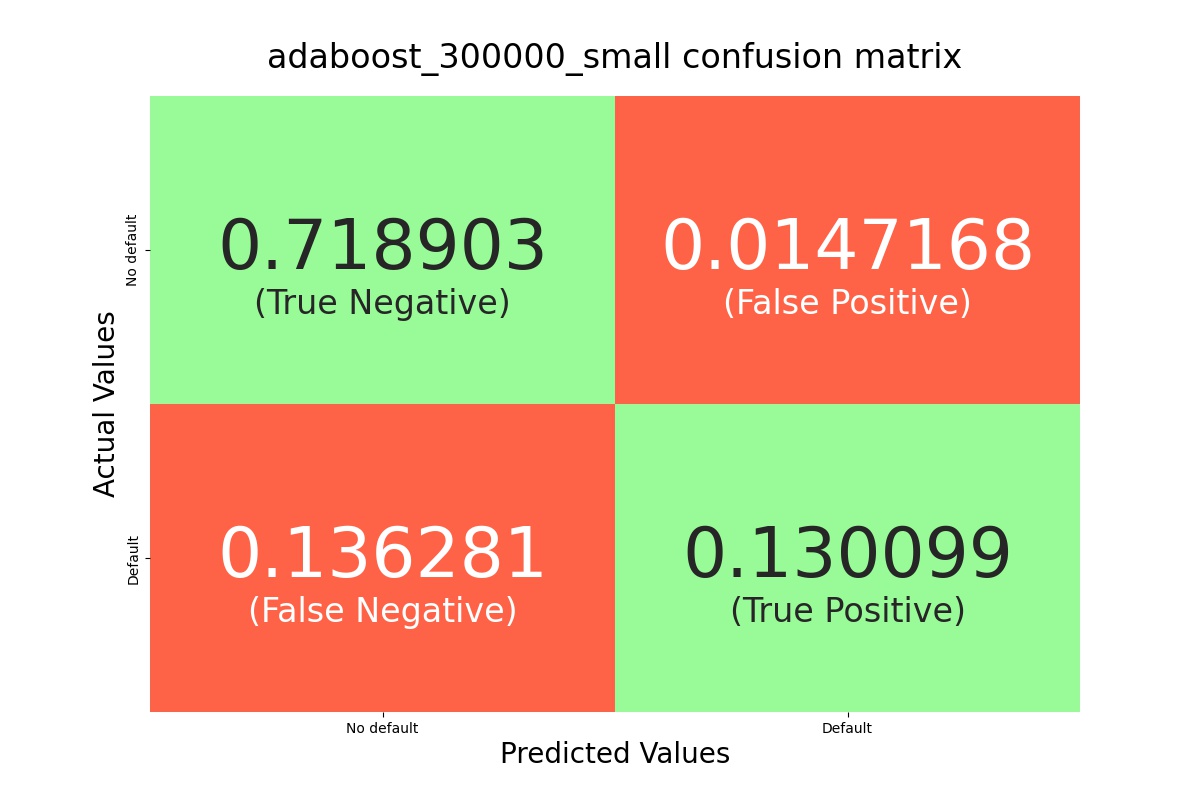 adaboost_300000_small confusion matrix
0.718903
(True Negative)
0.0147168
(False Positive)
No default
Actual Values
0.136281
(False Negative)
0.130099
(True Positive)
Default
No default
Default
Predicted Values